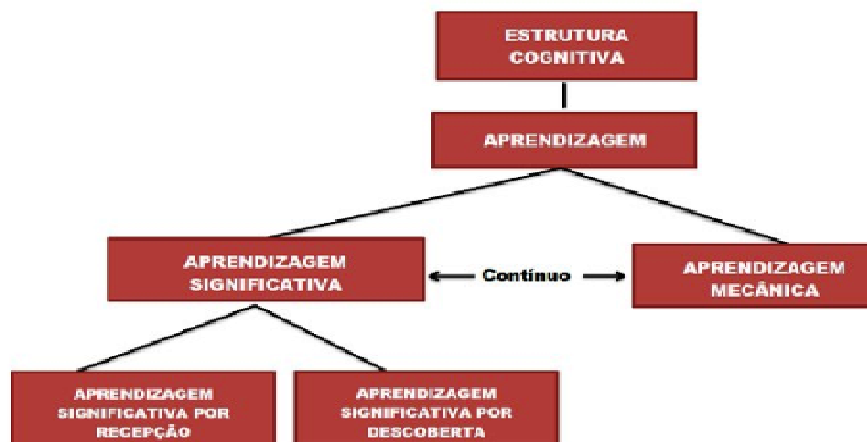 ESTRUTURA
COGNITIVA
APRENDIZAGEM
APRENDIZAGEM
SIGNIFICATIVA
Contínuo
APRENDIZAGEM
MECÂNICA
APRENDIZAGEM
SIGNIFICATIVA POR
RECEPÇÃO
APRENDIZAGEM
SIGNIFICATIVA POR
DESCOBERTA